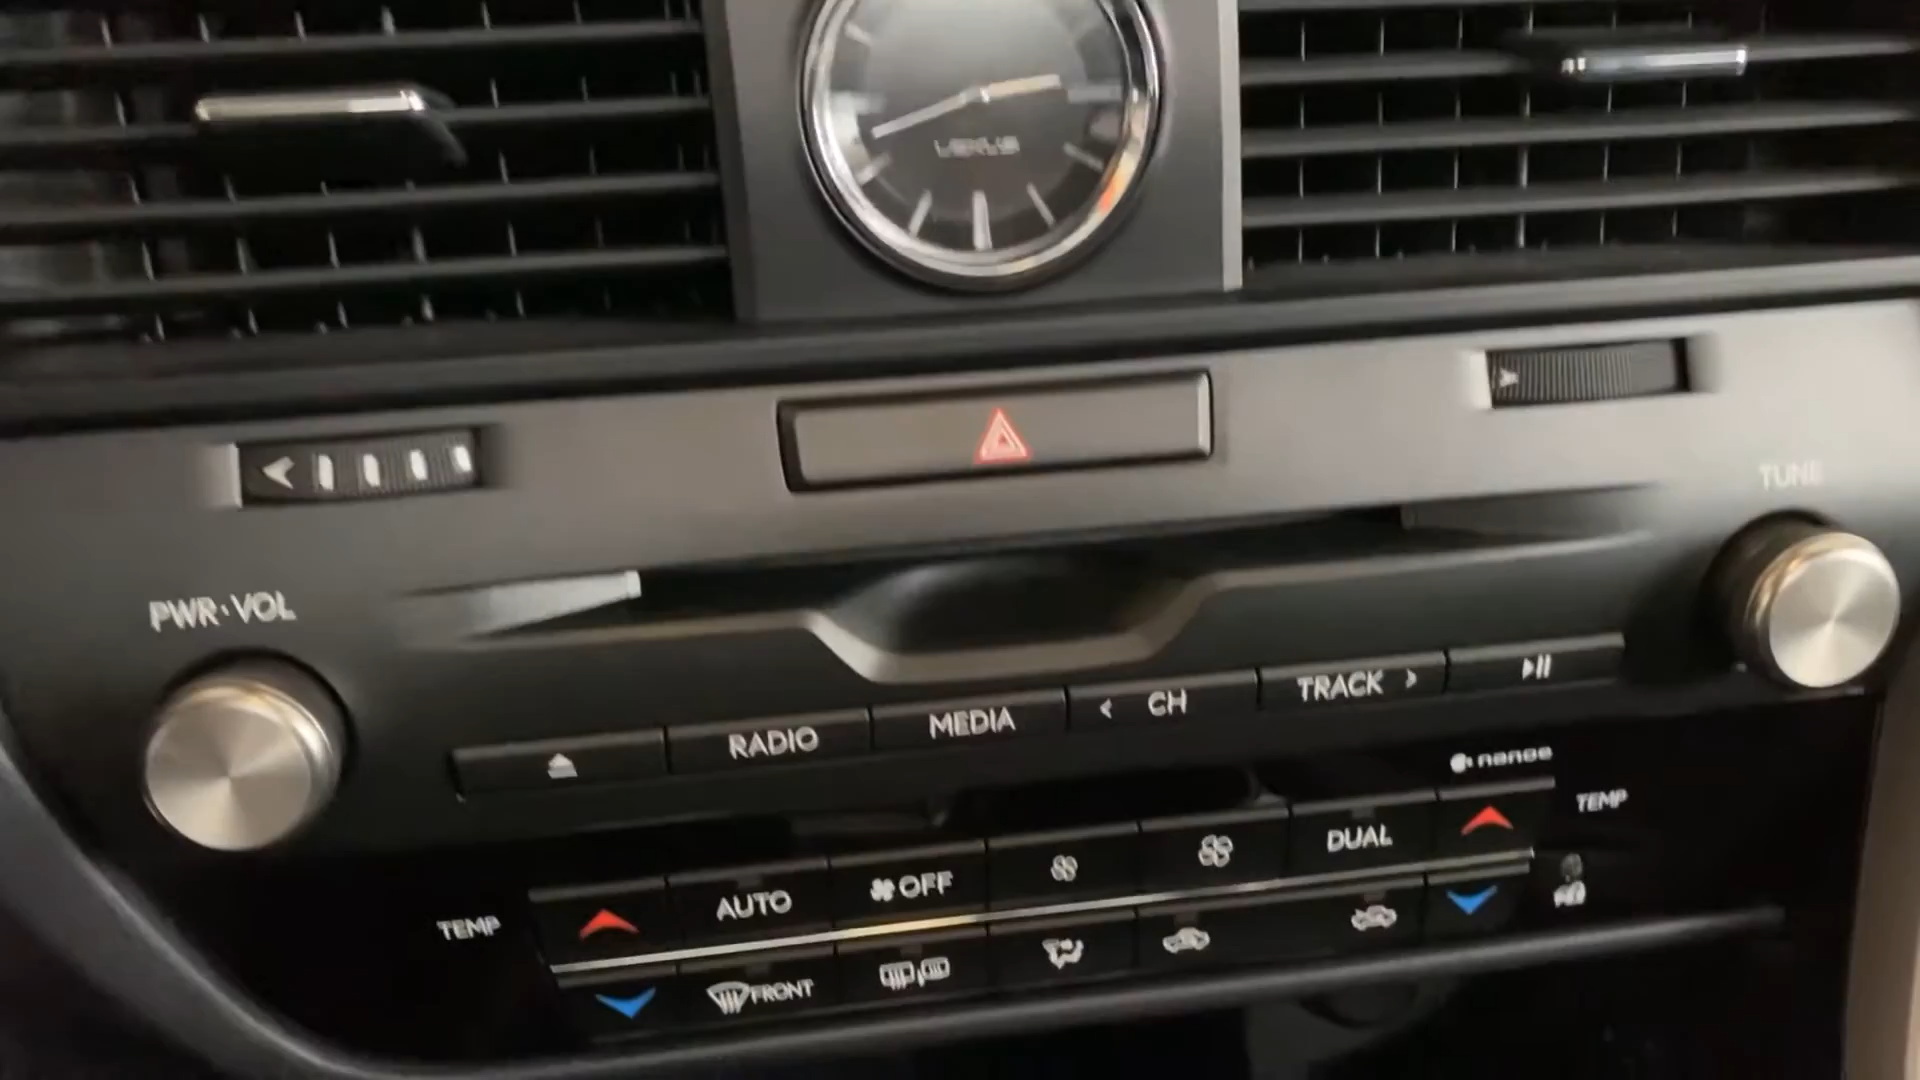 LEXUS
TUNE
PWR·VOL
RADIO MEDIA < CH TRACK >
nanoe
TEMP
AUTO OFF DUAL
TEMP
FRONT